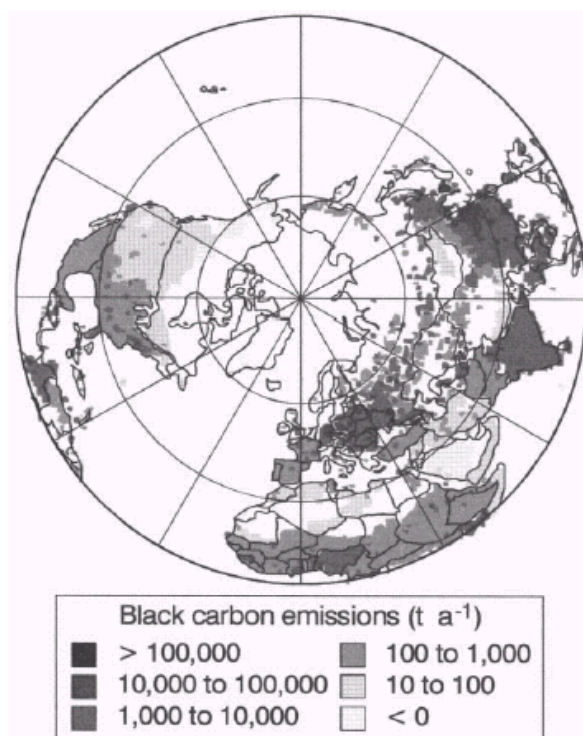 Black carbon emissions (t a-1)
> 100,000
10,000 to 100,000
1,000 to 10,000
100 to 1,000
10 to 100
< 0